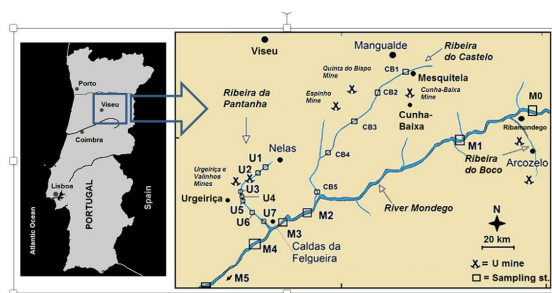 Porto
Viseu
Coimbra
Lisboa
PORTUGAL
Spain
Atlantic Ocean
Viseu
Mangualde
Ribeira
do Castelo
Quinta do Bispo
Mine
CB1
Mesquitela
Espinho
Mine
CB2
Cunha-Baixa
Mine
Ribeira da
Pantanha
Cunha-
Baixa
CB3
M0
Ribamondego
M1
Nelas
CB4
U1
Urgeiriça e
Valinhos
Mines
U2
Ribeira
do Boco
Arcozelo
U3
CB5
Urgeiriça
U4
U5
U7
M2
River Mondego
U6
M3
N
Caldas da
Felgueira
M4
20 km
= U mine
M5
= Sampling st.